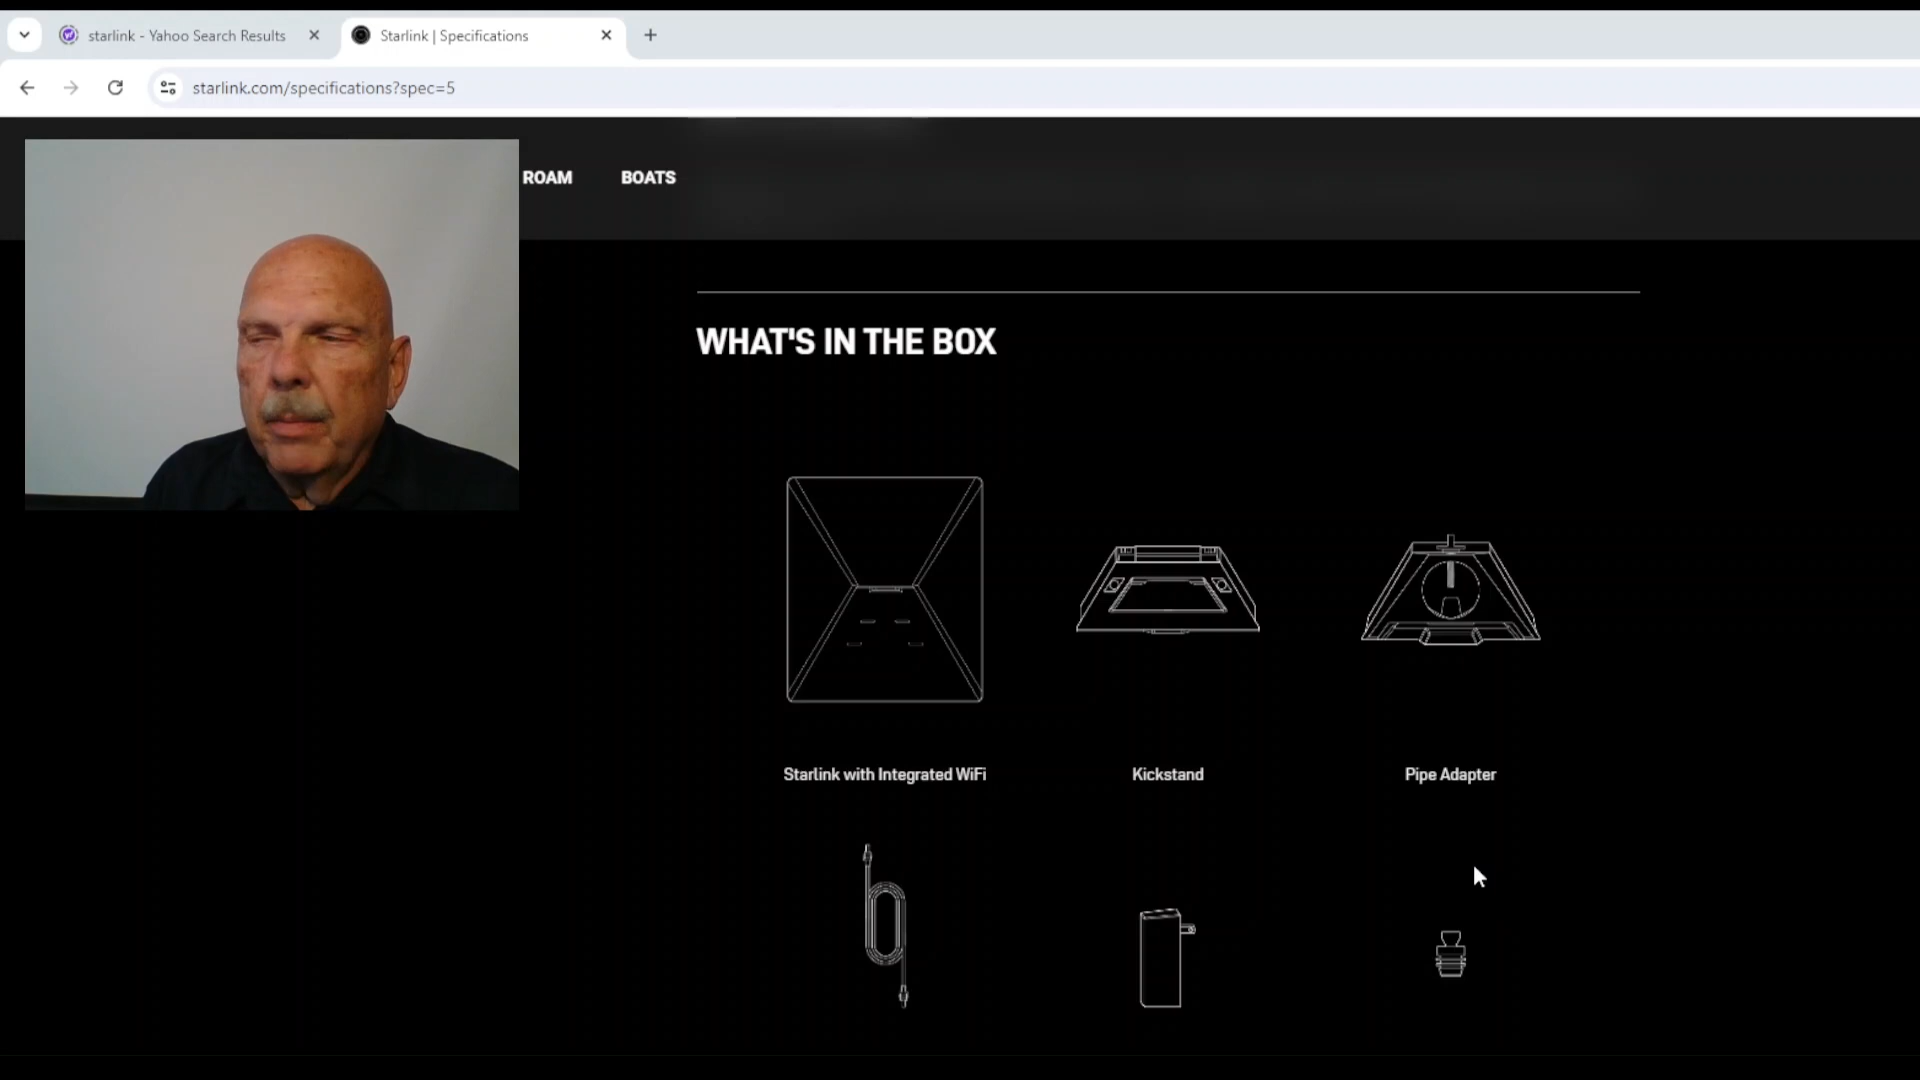 starlink - Yahoo Search Results
Starlink | Specifications
starlink.com/specifications?spec=5
ROAM BOATS
WHAT'S IN THE BOX
Starlink with Integrated WiFi
Kickstand
Pipe Adapter